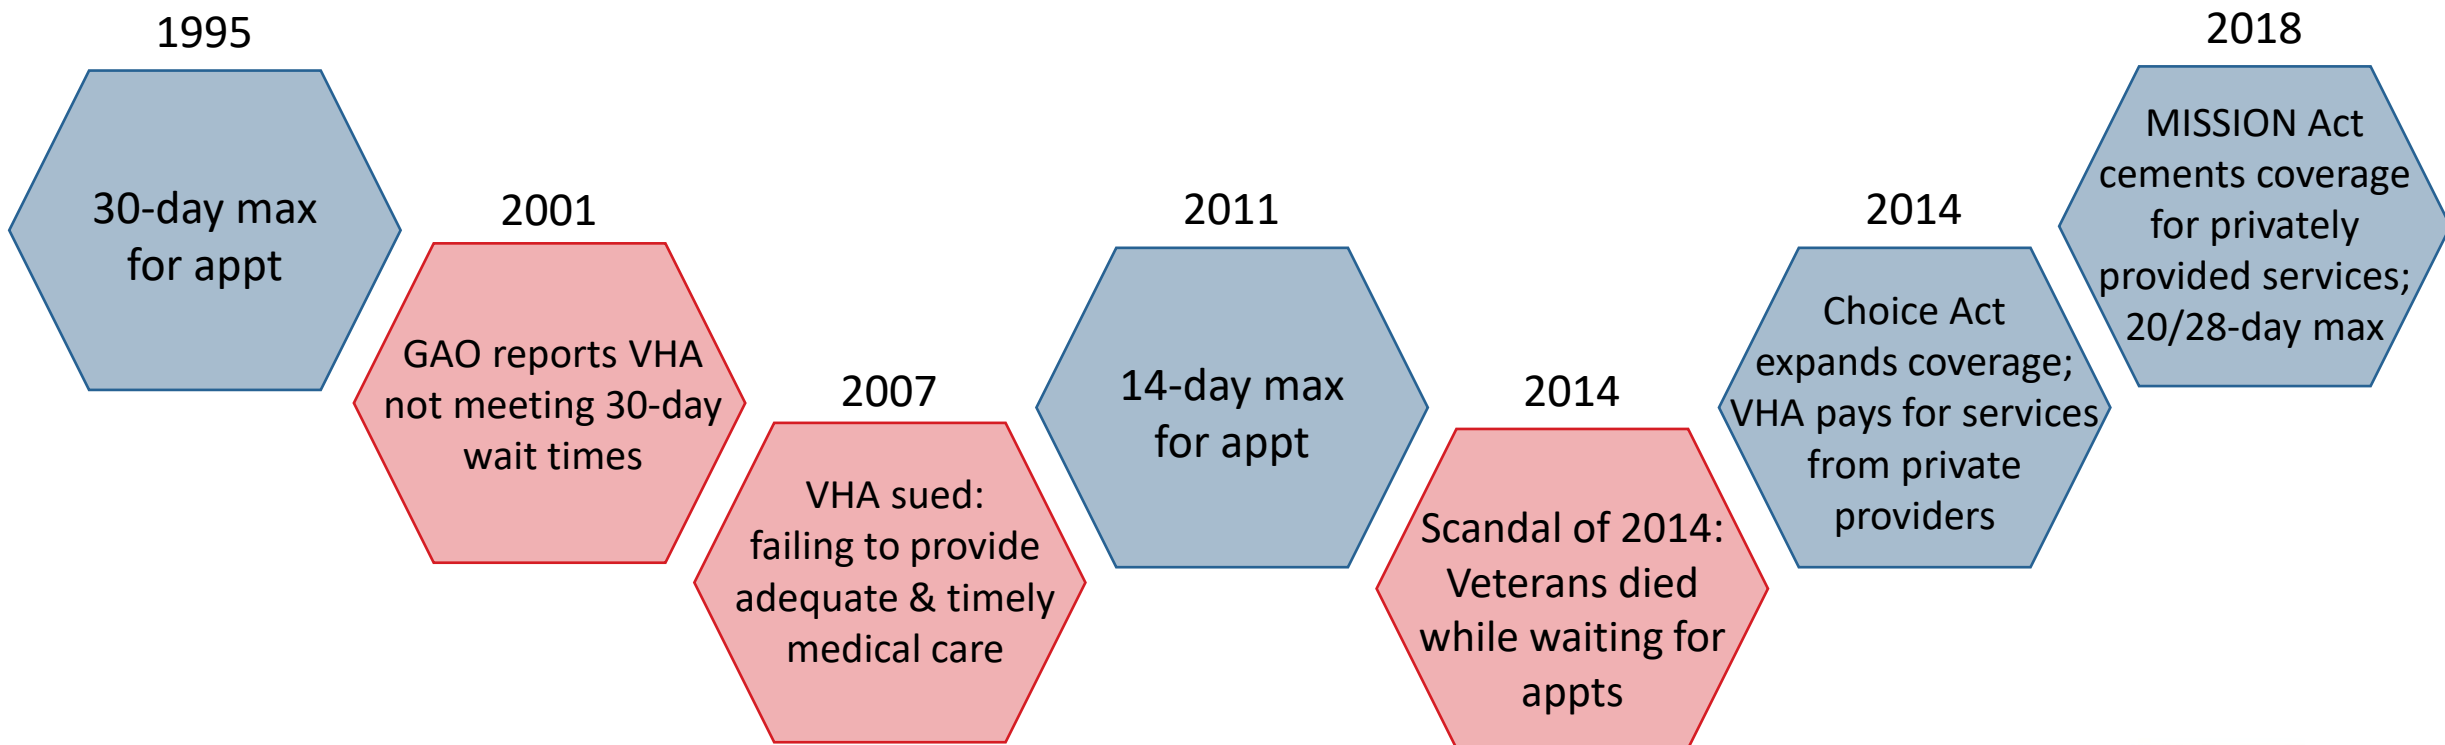 1995
30-day max
for appt
2001
GAO reports VHA
not meeting 30-day
wait times
2007
VHA sued:
failing to provide
adequate & timely
medical care
2011
14-day max
for appt
2014
Scandal of 2014:
Veterans died
while waiting for
appts
2014
Choice Act
expands coverage;
VHA pays for services
from private
providers
2018
MISSION Act
cements coverage
for privately
provided services;
20/28-day max